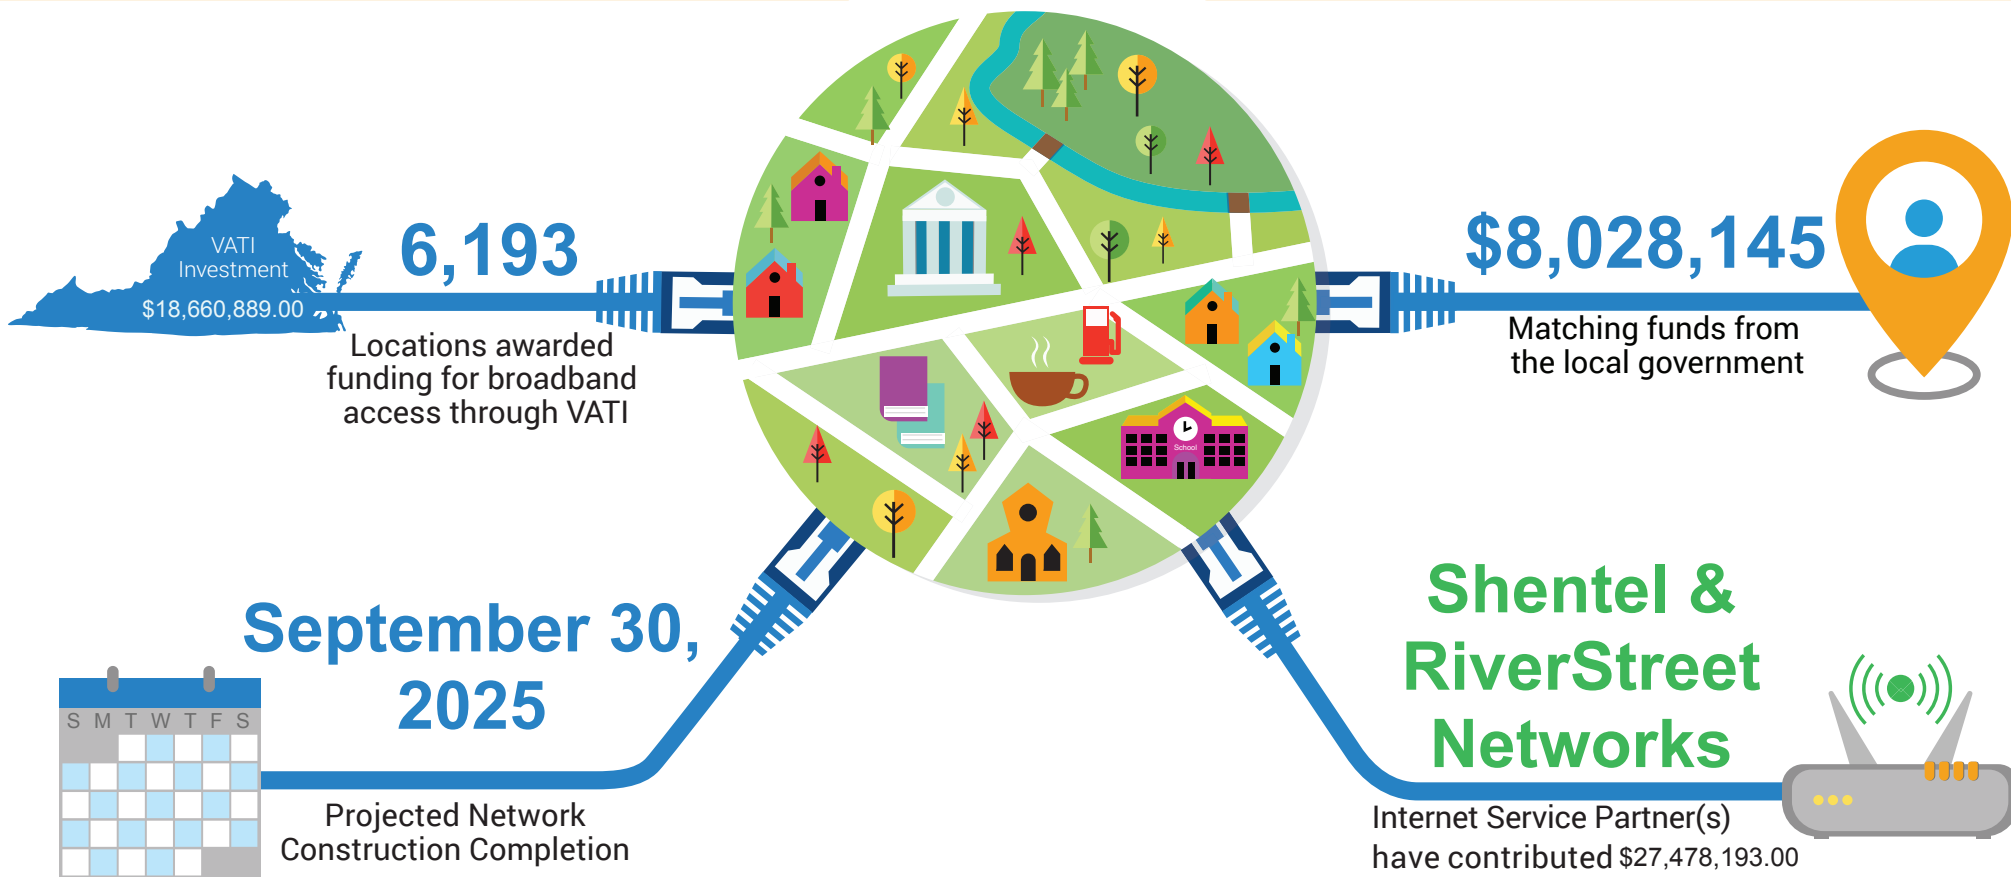 VATI
Investment
$18,660,889.00
6,193
Locations awarded
funding for broadband
access through VATI
$8,028,145
Matching funds from
the local government
School
September 30,
2025
S M T W T F S
Projected Network
Construction Completion
Shentel &
RiverStreet
Networks
Internet Service Partner(s)
have contributed $27,478,193.00